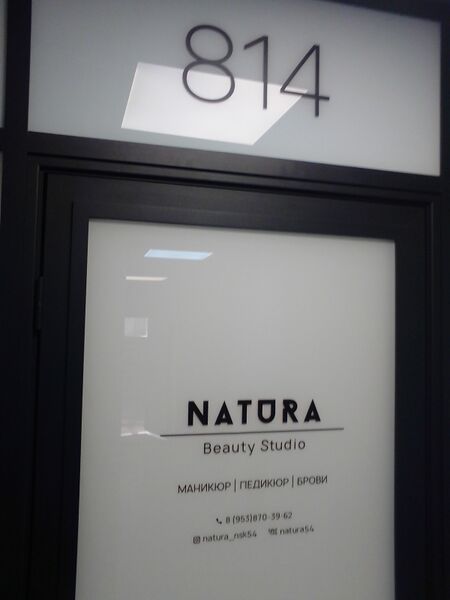 814
NATURA
Beauty Studio
МАНИКЮР | ПЕДИКЮР | БРОВИ
8 (953)870-39-62
natura_nsk54 natura54